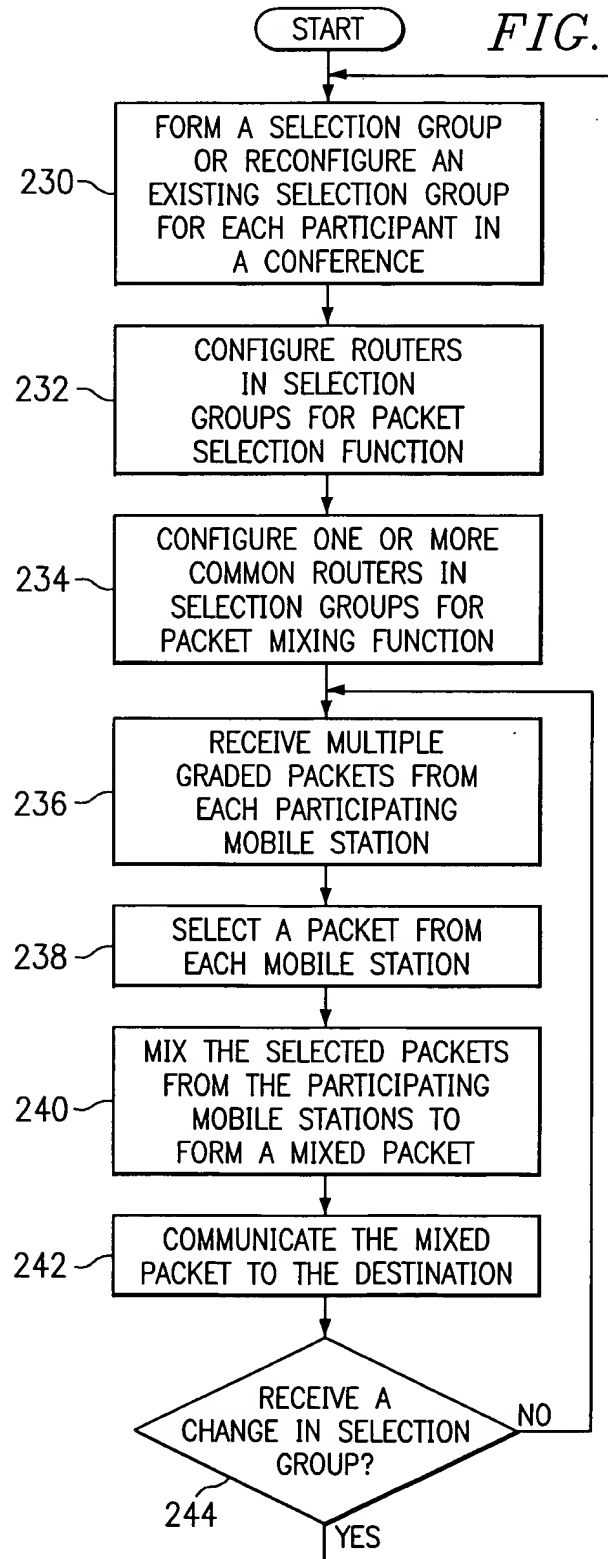 START
FIG.
230
FORM A SELECTION GROUP
OR RECONFIGURE AN
EXISTING SELECTION GROUP
FOR EACH PARTICIPANT IN
A CONFERENCE
232
CONFIGURE ROUTERS
IN SELECTION
GROUPS FOR PACKET
SELECTION FUNCTION
234
CONFIGURE ONE OR MORE
COMMON ROUTERS IN
SELECTION GROUPS FOR
PACKET MIXING FUNCTION
236
RECEIVE MULTIPLE
GRADED PACKETS FROM
EACH PARTICIPATING
MOBILE STATION
238
SELECT A PACKET FROM
EACH MOBILE STATION
240
MIX THE SELECTED PACKETS
FROM THE PARTICIPATING
MOBILE STATIONS TO
FORM A MIXED PACKET
242
COMMUNICATE THE MIXED
PACKET TO THE DESTINATION
RECEIVE A
CHANGE IN SELECTION
GROUP?
NO
244
YES